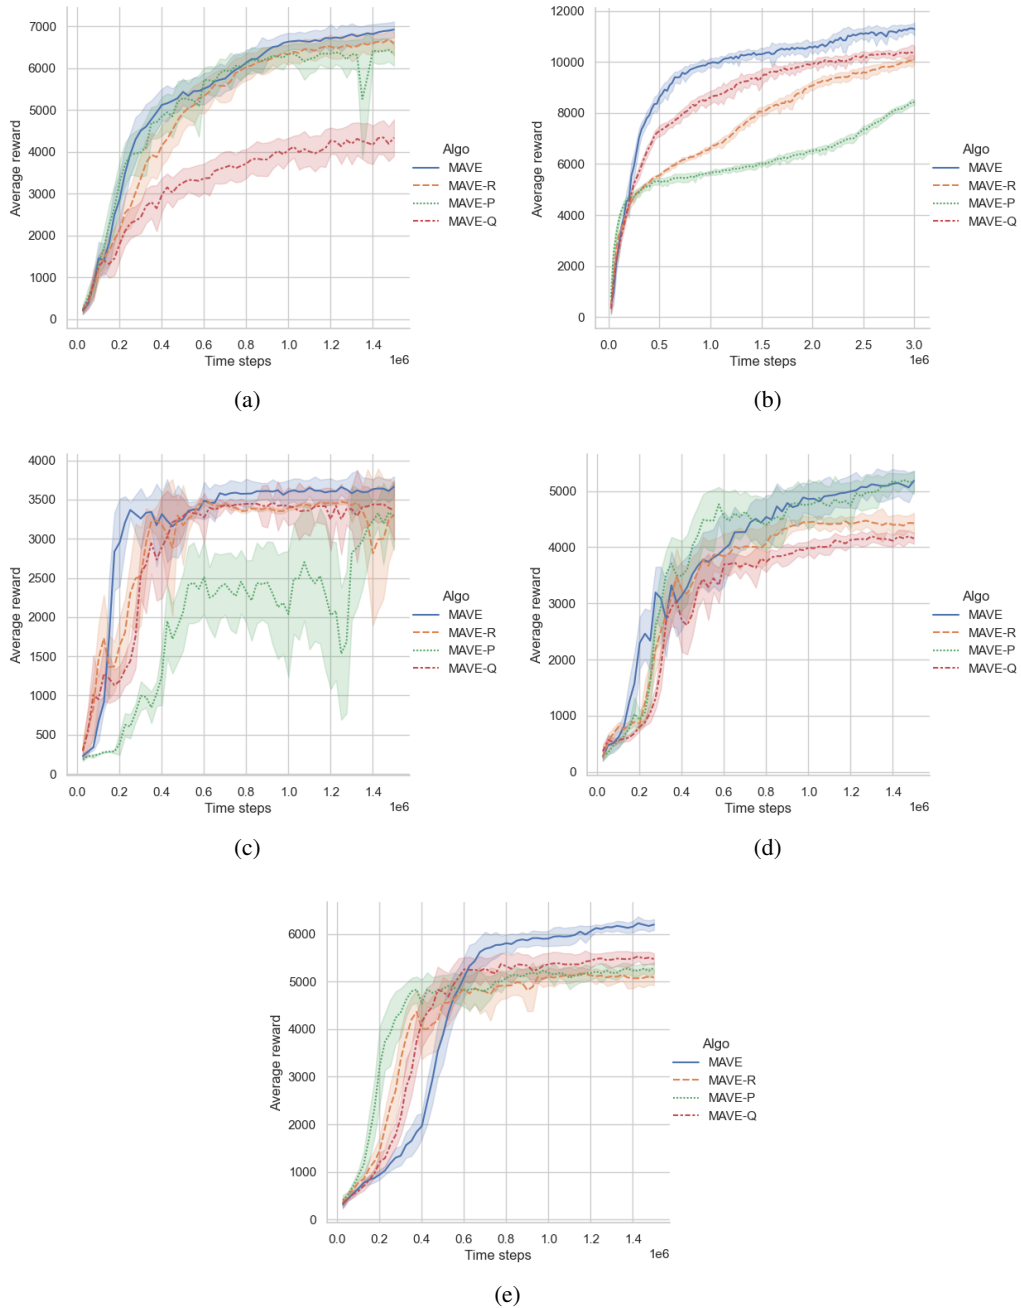 7000
6000
5000
4000
3000
2000
1000
0
Average reward
0.0 0.2 0.4 0.6 0.8 1.0 1.2 1.4
1e6
Time steps
Algo
MAVE
MAVE-R
MAVE-P
MAVE-Q
(a)
12000
10000
8000
6000
4000
2000
0
Average reward
0.0 0.5 1.0 1.5 2.0 2.5 3.0
1e6
Time steps
Algo
MAVE
MAVE-R
MAVE-P
MAVE-Q
(b)
4000
3500
3000
2500
2000
1500
1000
500
0
Average reward
0.0 0.2 0.4 0.6 0.8 1.0 1.2 1.4
1e6
Time steps
Algo
MAVE
MAVE-R
MAVE-P
MAVE-Q
(c)
5000
4000
3000
2000
1000
0
Average reward
0.0 0.2 0.4 0.6 0.8 1.0 1.2 1.4
1e6
Time steps
Algo
MAVE
MAVE-R
MAVE-P
MAVE-Q
(d)
6000
5000
4000
3000
2000
1000
0
Average reward
0.0 0.2 0.4 0.6 0.8 1.0 1.2 1.4
1e6
Time steps
Algo
MAVE
MAVE-R
MAVE-P
MAVE-Q
(e)